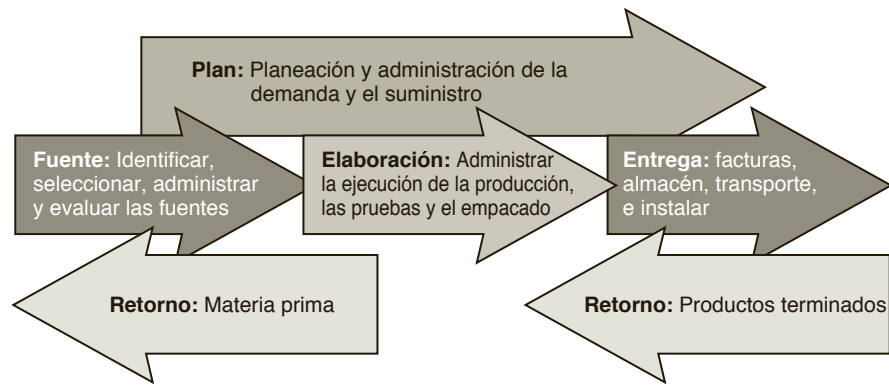 Plan: Planeación y administración de la
demanda y el suministro
Fuente: Identificar,
seleccionar, administrar
y evaluar las fuentes
Elaboración: Administrar
la ejecución de la producción,
las pruebas y el empacado
Entrega: facturas,
almacén, transporte,
e instalar
Retorno: Materia prima
Retorno: Productos terminados